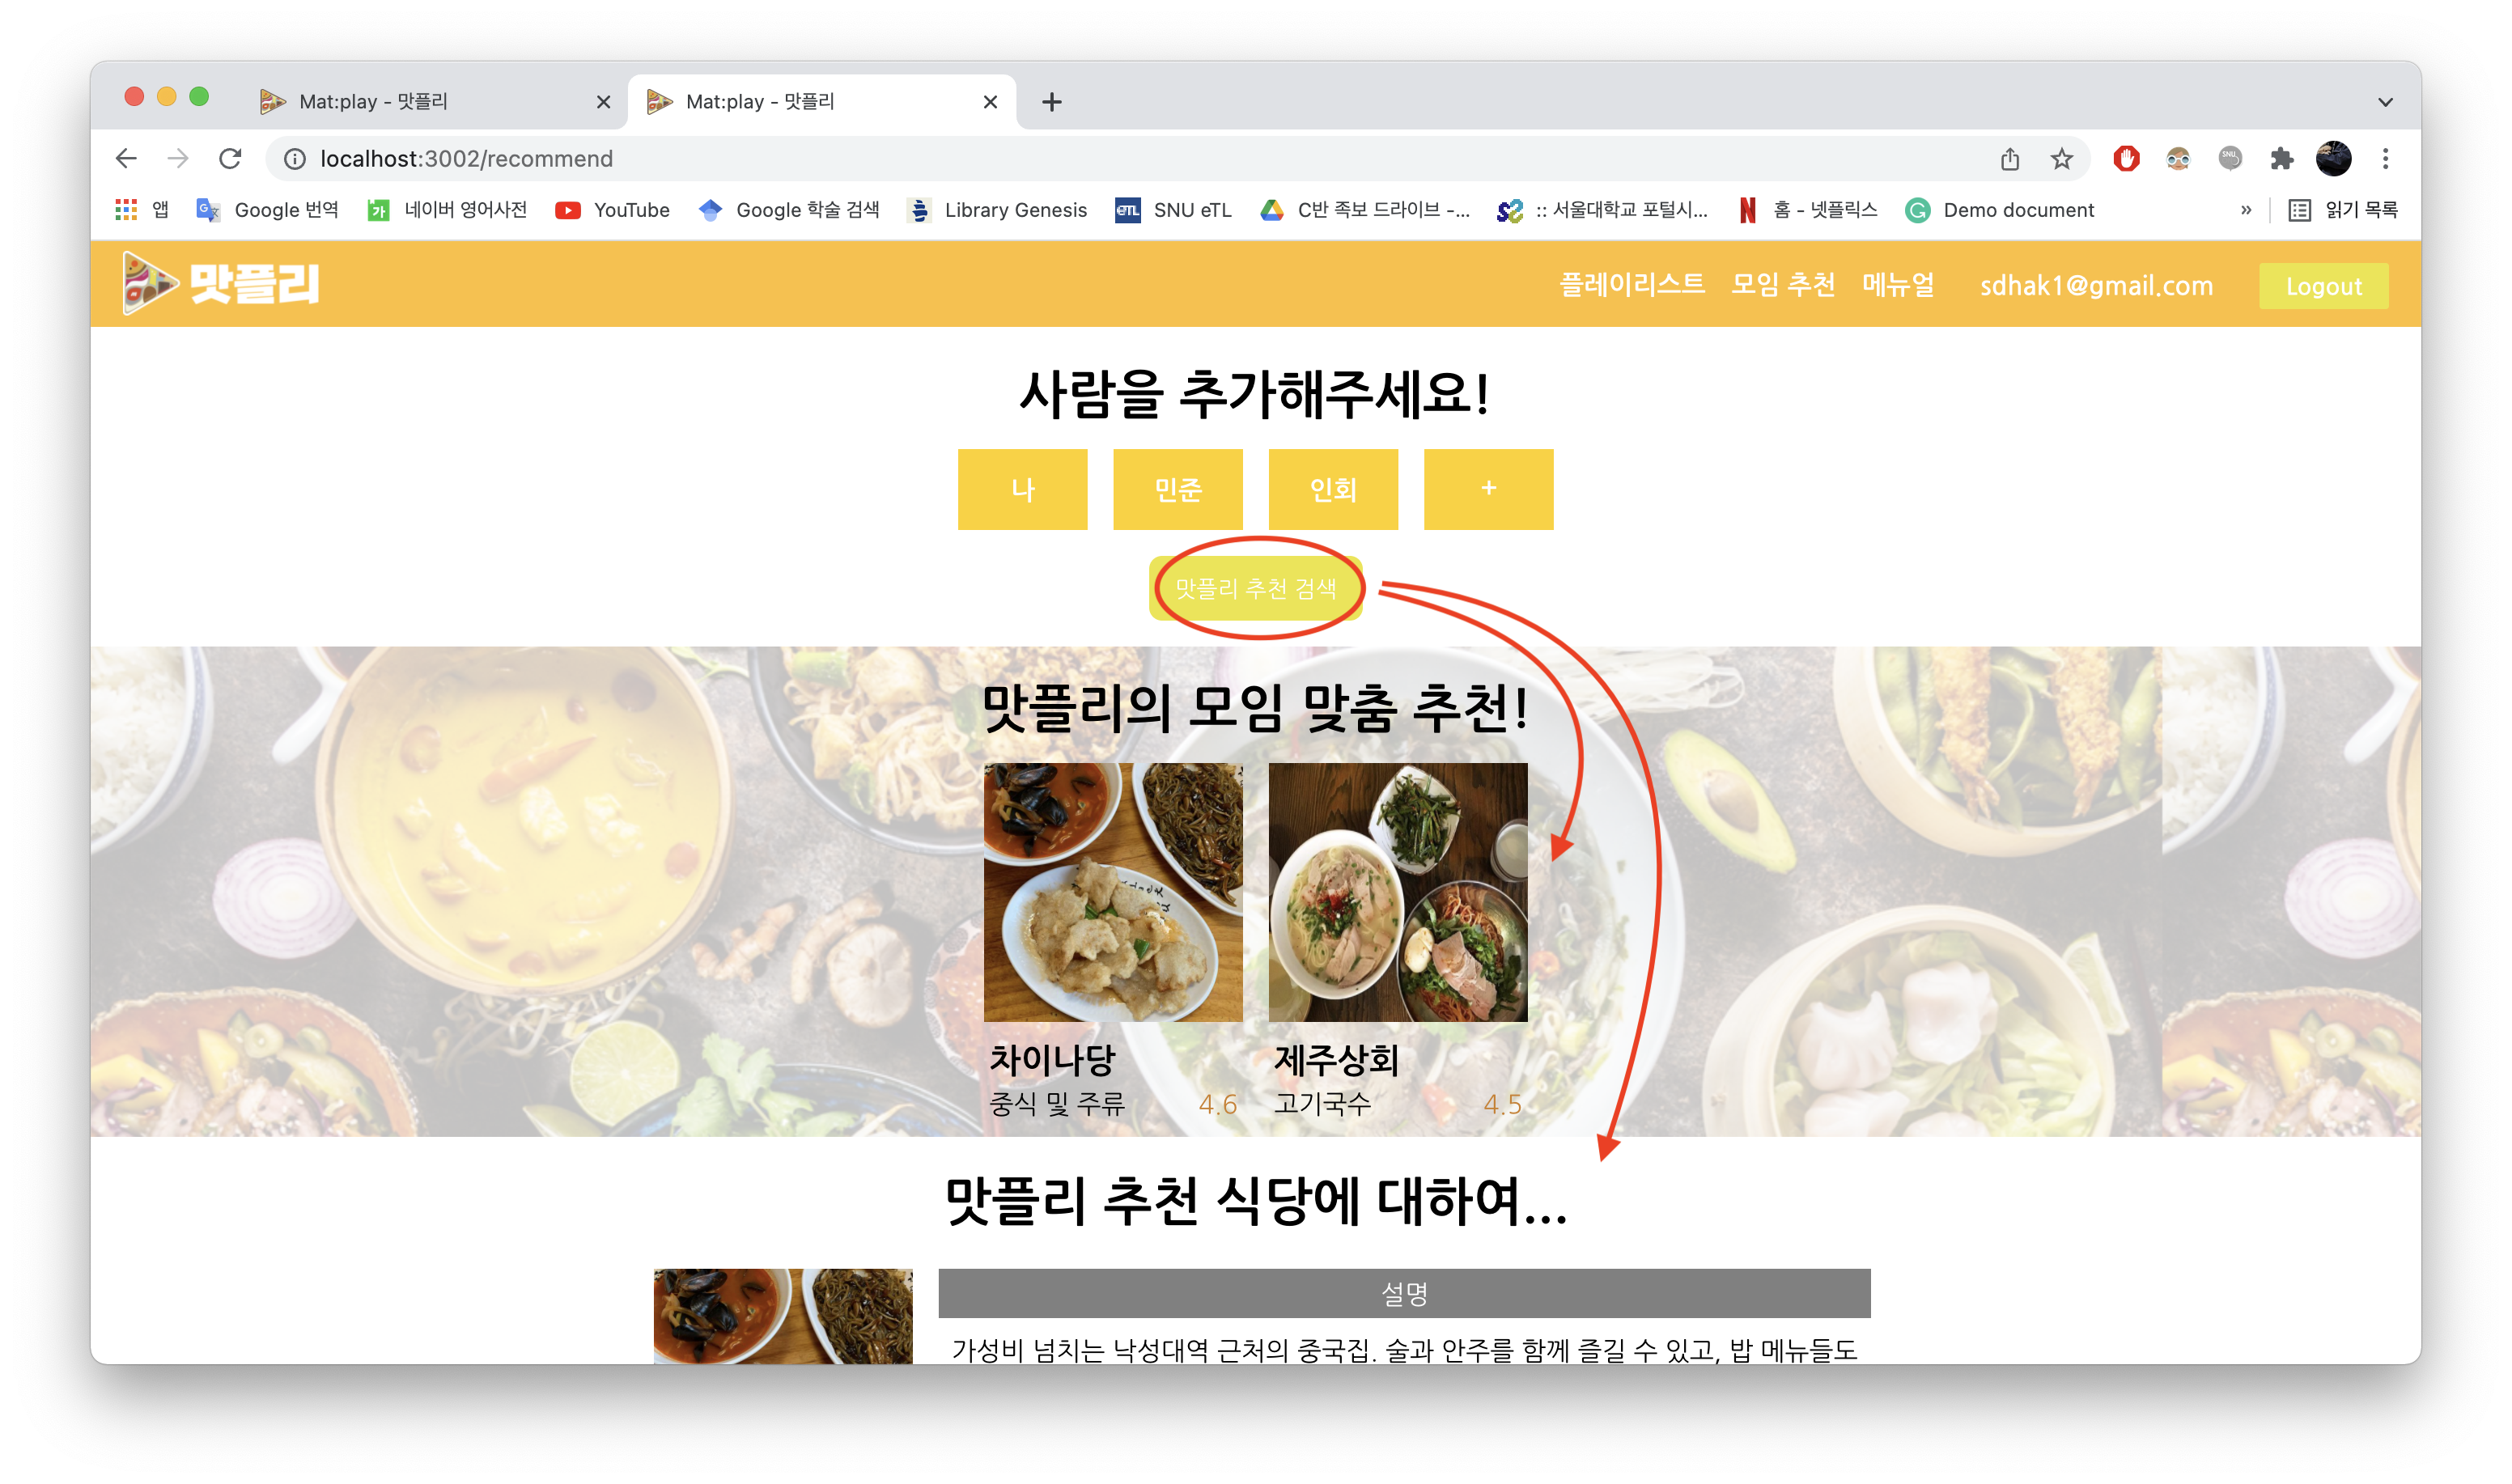 Mat:play - 맛플리
Mat:play - 맛플리
localhost:3002/recommend
앱 Google 번역 네이버 영어사전 YouTube Google 학술 검색 Library Genesis eTL SNU eTL C반 족보 드라이브 -... :: 서울대학교 포털시... 홈 - 넷플릭스 Demo document » 읽기 목록
맛플리 플레이리스트 모임 추천 메뉴얼 sdhak1@gmail.com Logout
사람을 추가해주세요!
나 민준 인회 +
맛플리 추천 검색
맛플리의 모임 맞춤 추천!
차이나당 제주상회
중식 및 주류 4.6 고기국수 4.5
맛플리 추천 식당에 대하여...
설명
가성비 넘치는 낙성대역 근처의 중국집. 술과 안주를 함께 즐길 수 있고, 밥 메뉴들도